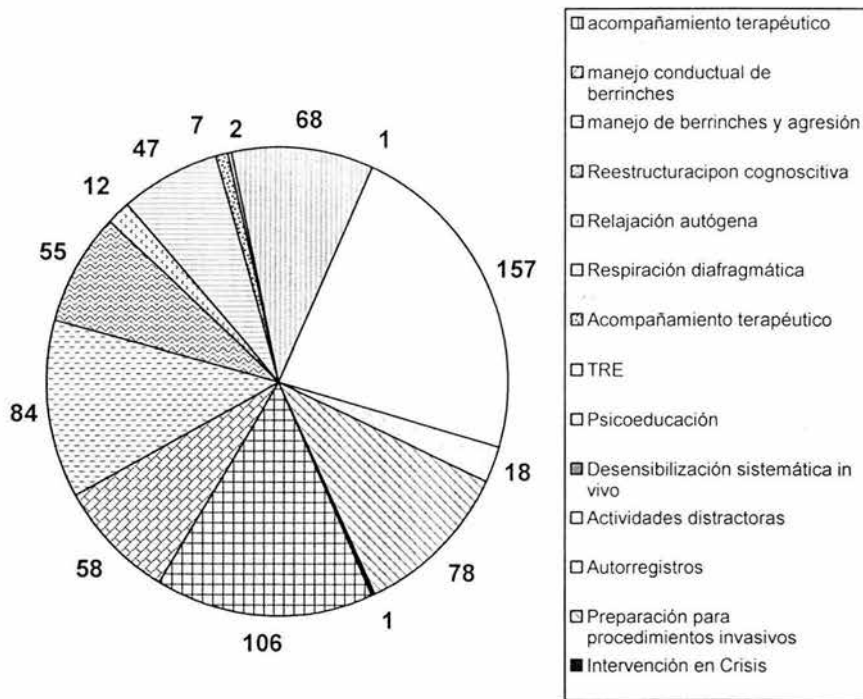 68
1
157
18
78
1
106
58
84
55
12
47
7
2
acompañamiento terapéutico
manejo conductual de
berrinches
manejo de berrinches y agresión
Reestructuracipon cognoscitiva
Relajación autógena
Respiración diafragmática
Acompañamiento terapéutico
TRE
Psicoeducación
Desensibilización sistemática in
vivo
Actividades distractoras
Autorregistros
Preparación para
procedimientos invasivos
Intervención en Crisis